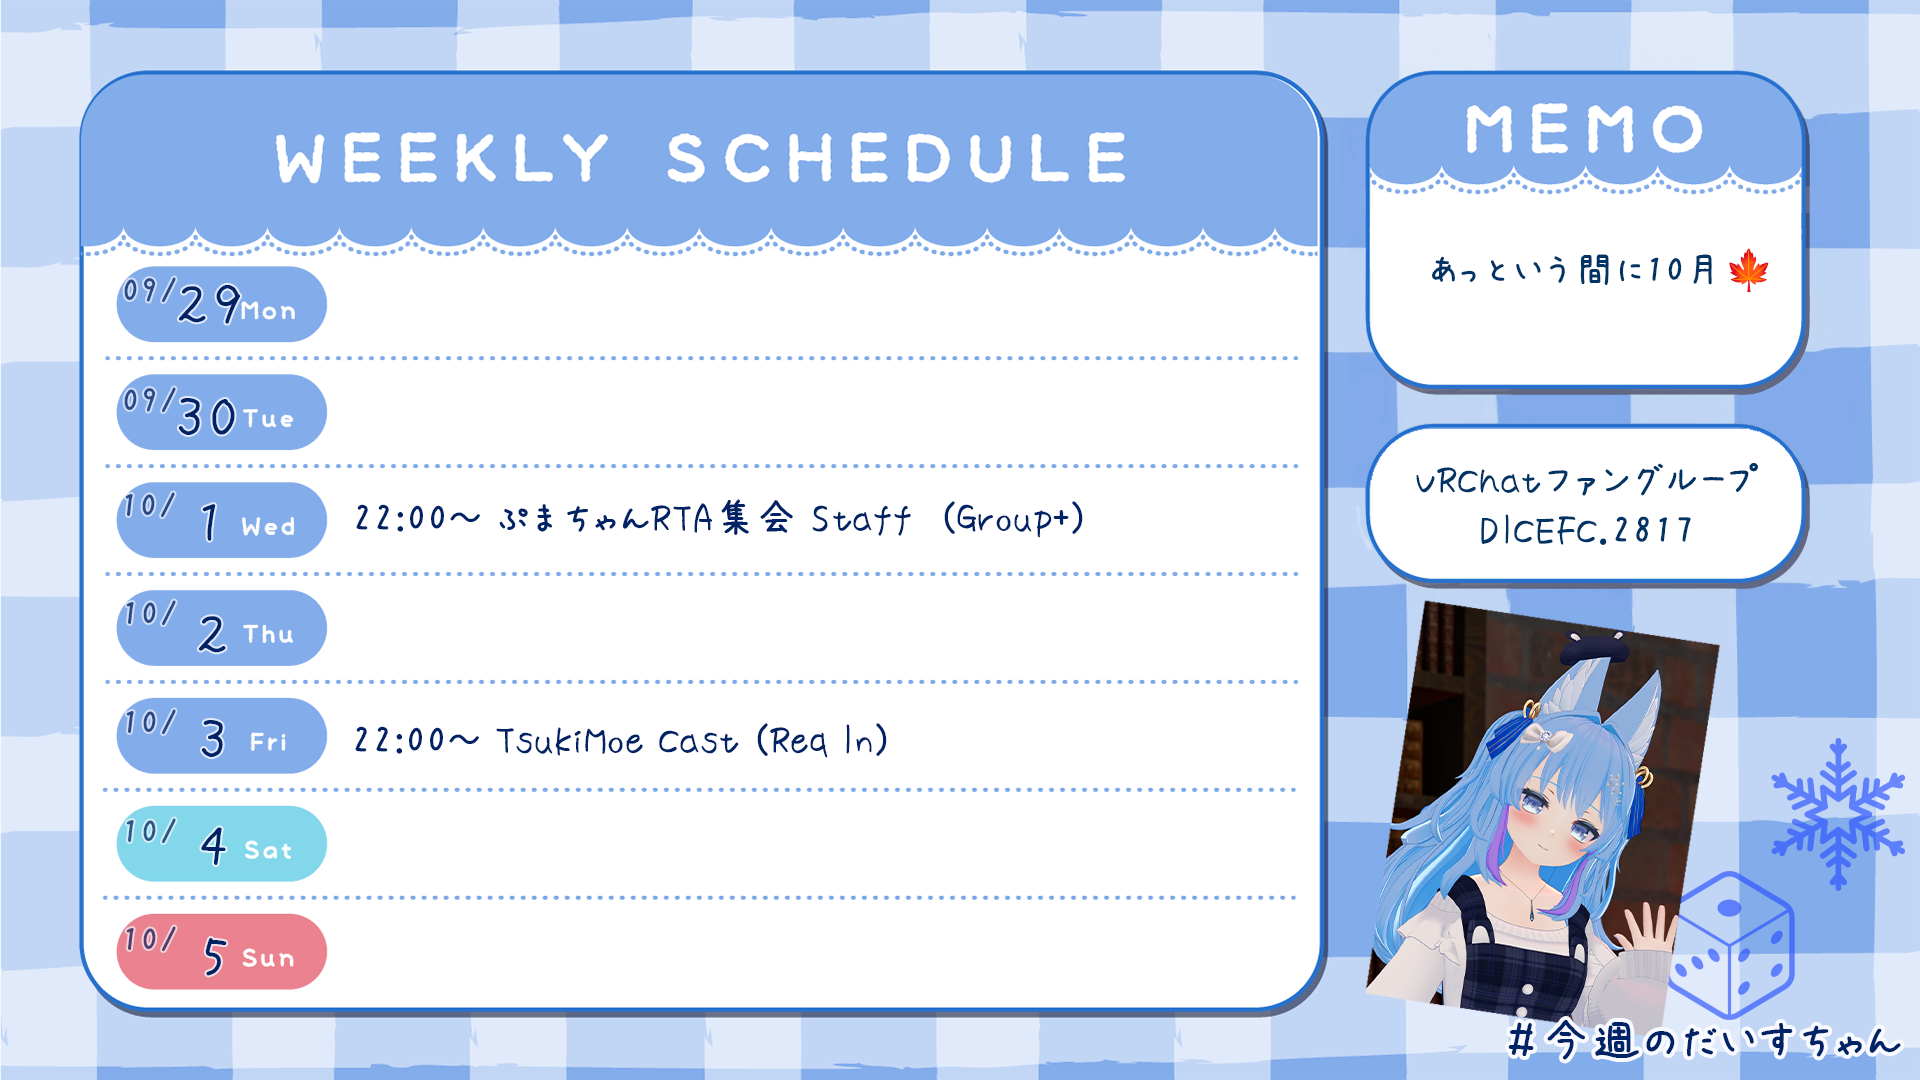 WEEKLY SCHEDULE
09/29 Mon
09/30 Tue
10/1 Wed 22:00～ ぷまちゃんRTA集会 Staff (Group+)
10/2 Thu
10/3 Fri 22:00～ TsukiMoe Cast (Req In)
10/4 Sat
10/5 Sun
MEMO
あっという間に10月🍁
VRChatファングループ
DICEFC.2817
#今週のだいすちゃん